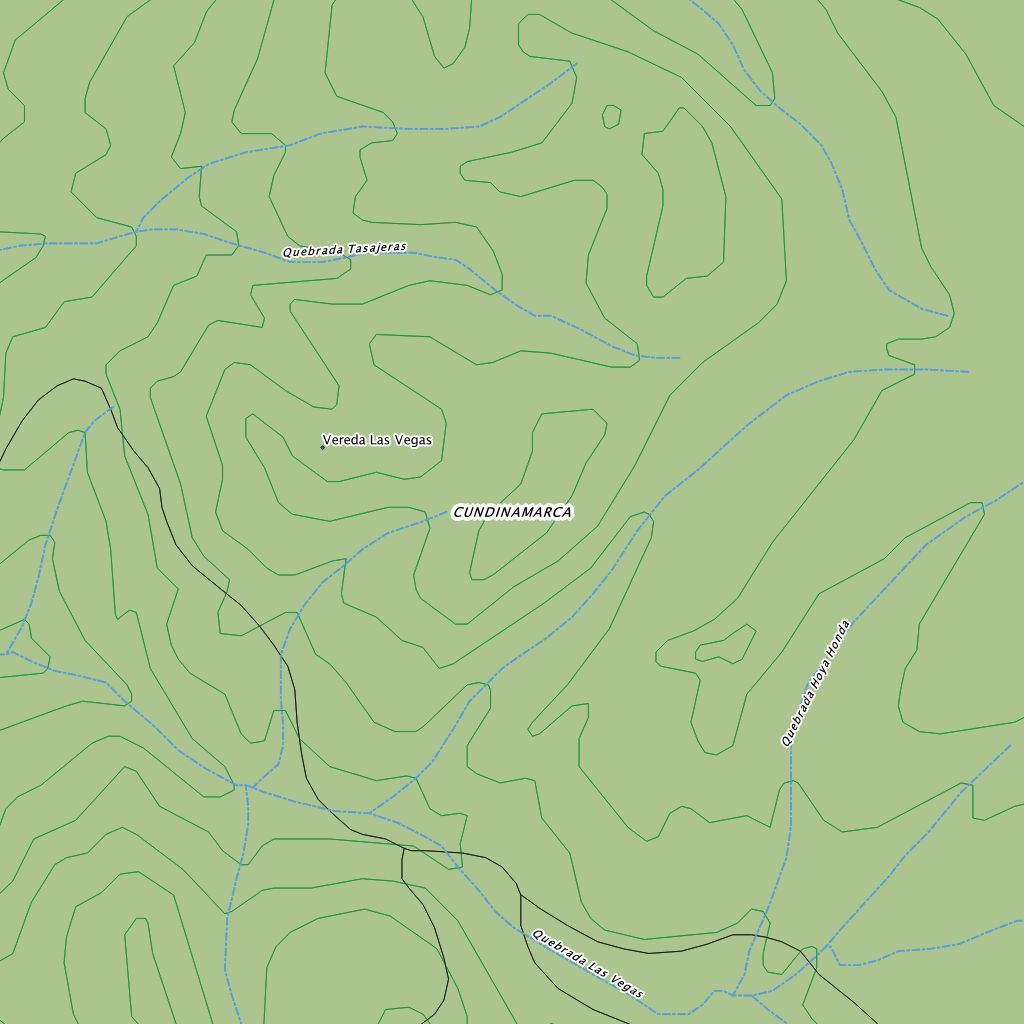 Quebrada Tasajeras
Vereda Las Vegas
CUNDINAMARCA
Quebrada Hoya Honda
Quebrada Las Vegas